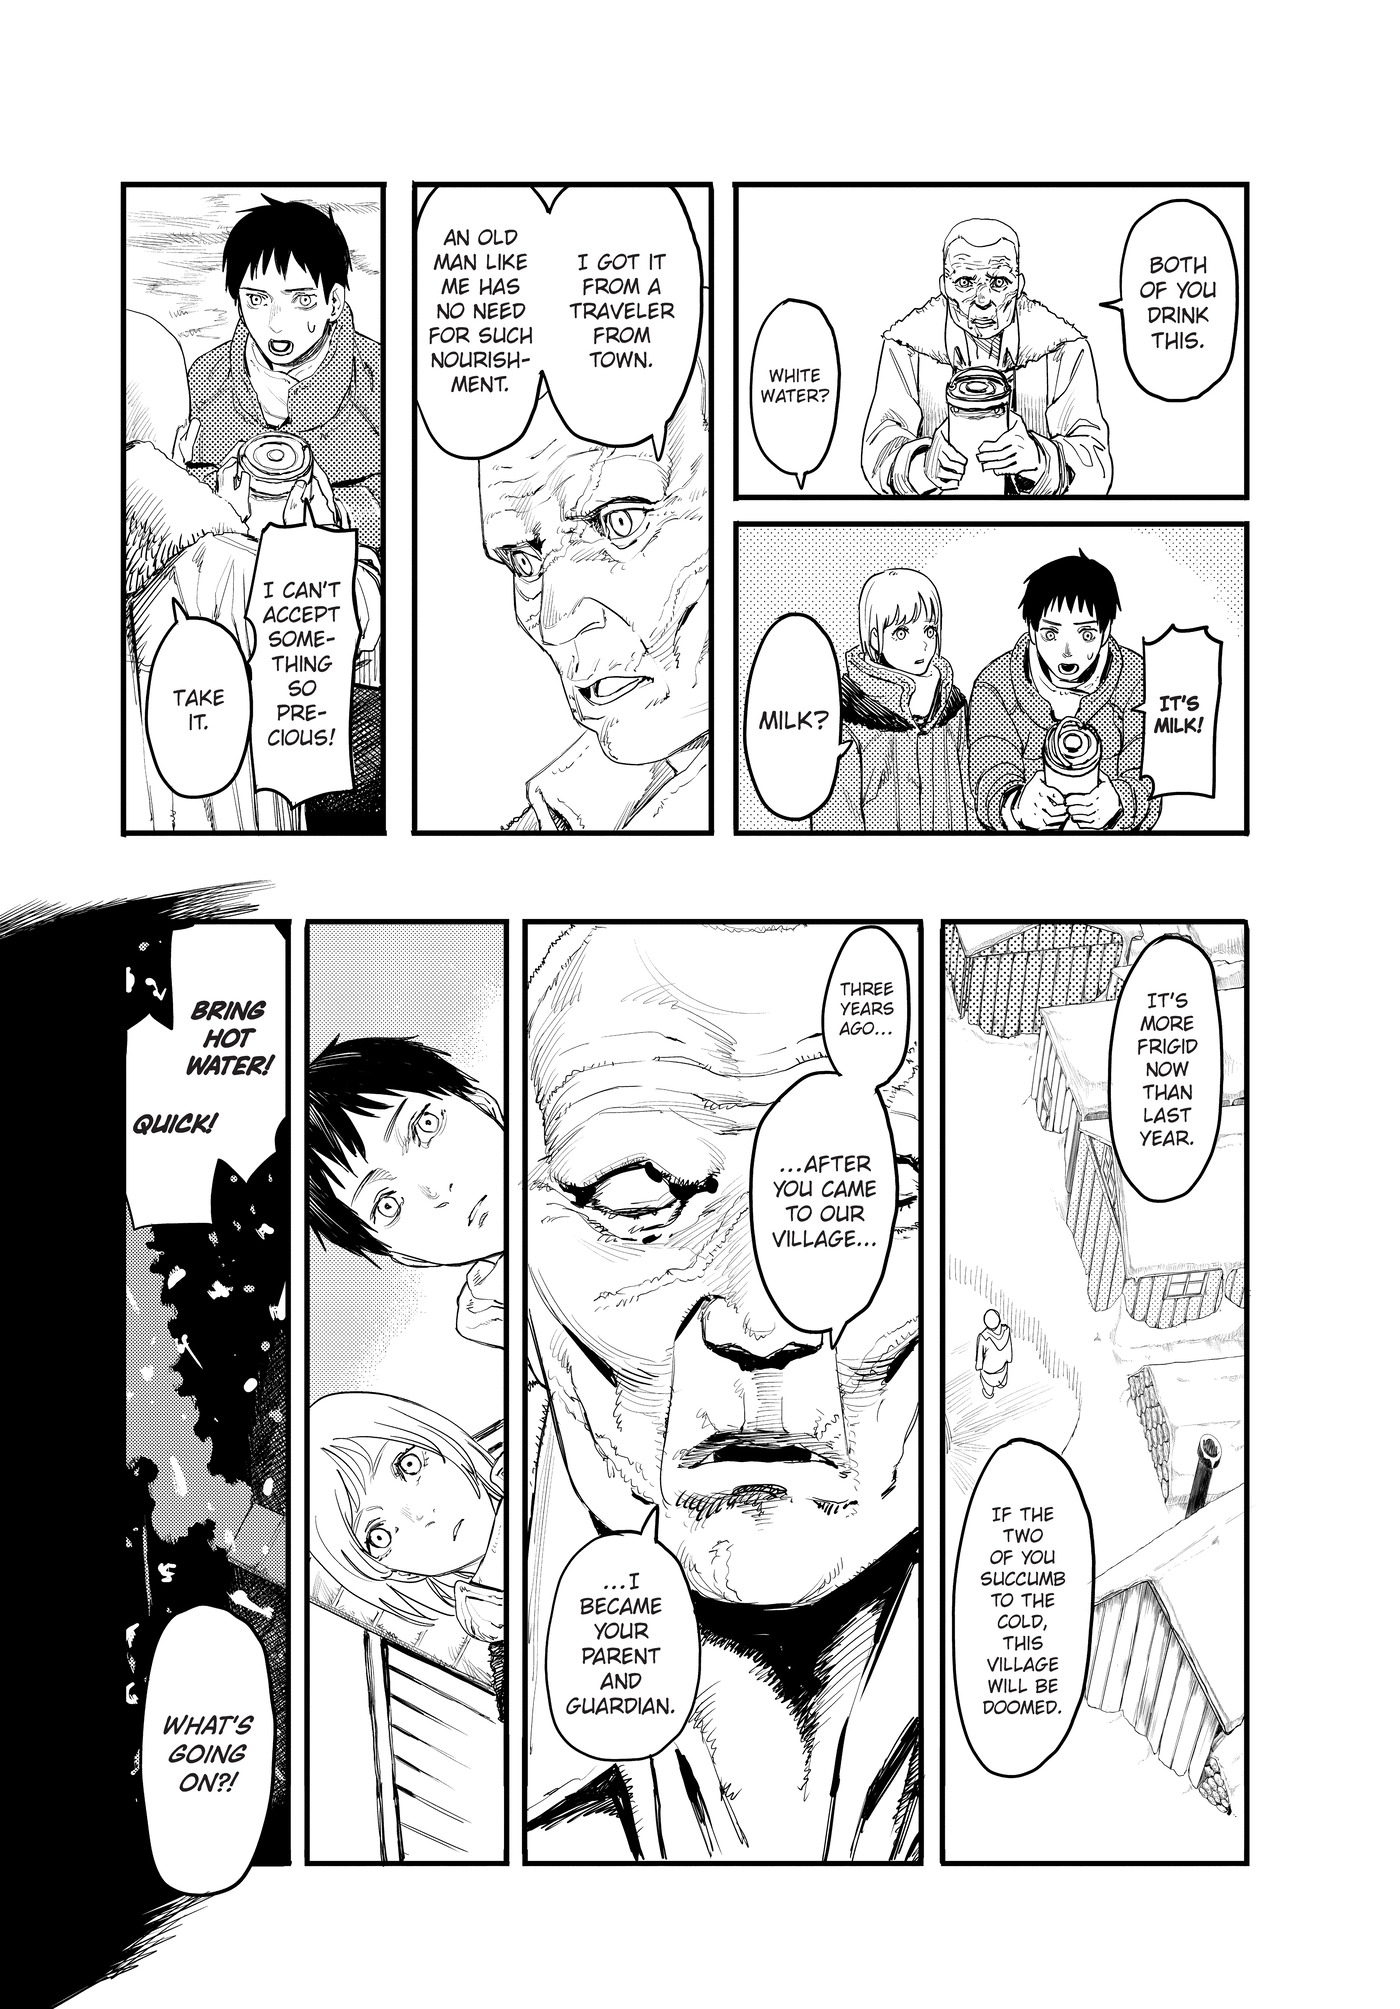 BOTH
OF YOU
DRINK
THIS.
WHITE
WATER?
IT'S
MILK!
MILK?
I GOT IT
FROM A
TRAVELER
FROM
TOWN.
AN OLD
MAN LIKE
ME HAS
NO NEED
FOR SUCH
NOURISH-
MENT.
I CAN'T
ACCEPT
SOME-
THING
SO
PRE-
CIOUS!
TAKE
IT.
IT'S
MORE
FRIGID
NOW
THAN
LAST
YEAR.
IF THE
TWO
OF YOU
SUCCUMB
TO THE
COLD,
THIS
VILLAGE
WILL BE
DOOMED.
THREE
YEARS
AGO...
...AFTER
YOU CAME
TO OUR
VILLAGE...
...I
BECAME
YOUR
PARENT
AND
GUARDIAN.
BRING
HOT
WATER!
QUICK!
WHAT'S
GOING
ON?!